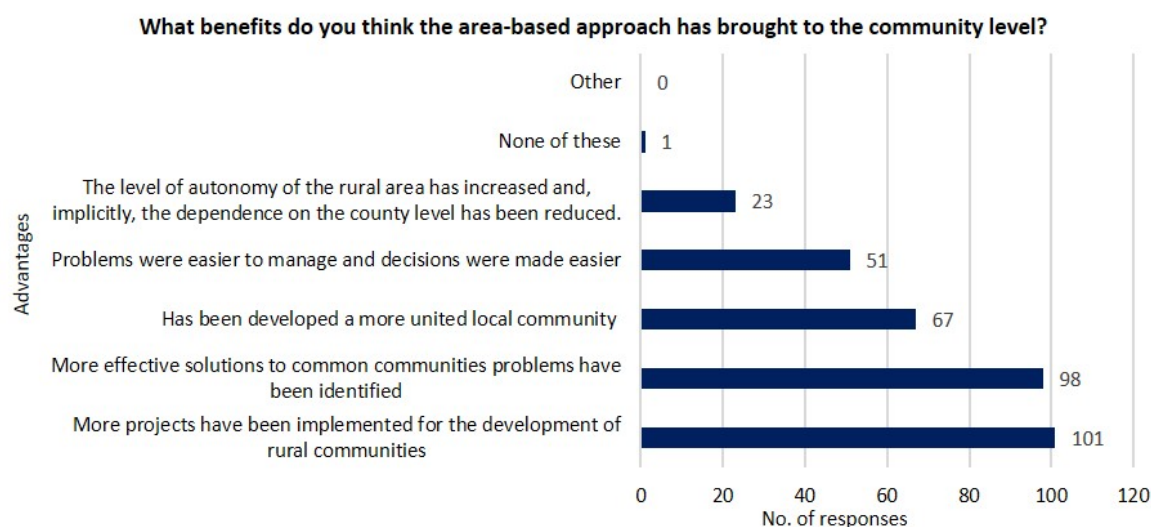 What benefits do you think the area-based approach has brought to the community level?
Other
0
None of these
1
The level of autonomy of the rural area has increased and,
implicitly, the dependence on the county level has been reduced.
23
Problems were easier to manage and decisions were made easier
51
Has been developed a more united local community
67
More effective solutions to common communities problems have
been identified
98
More projects have been implemented for the development of
rural communities
101
Advantages
0 20 40 60 80 100 120
No. of responses